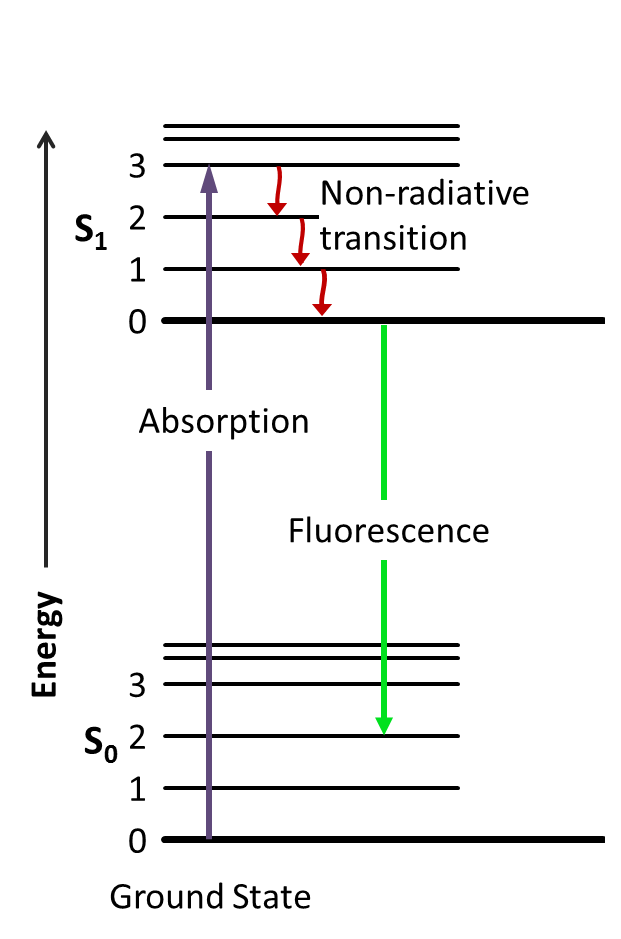 3
Non-radiative
transition
S1
2
1
0
Absorption
Fluorescence
Energy
3
S0
2
1
0
Ground State